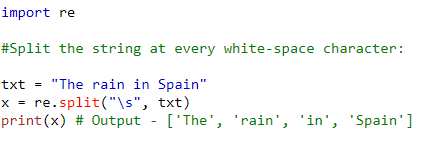 import re
#Split the string at every white-space character:
txt = "The rain in Spain"
x = re.split("\s", txt)
print(x) # Output - ['The', 'rain', 'in', 'Spain']